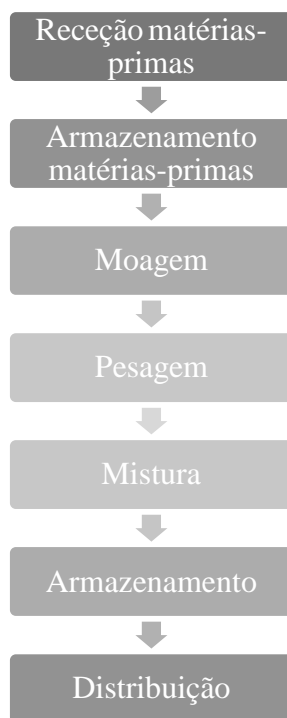 Receção matérias-
primas
Armazenamento
matérias-primas
Moagem
Pesagem
Mistura
Armazenamento
Distribuição